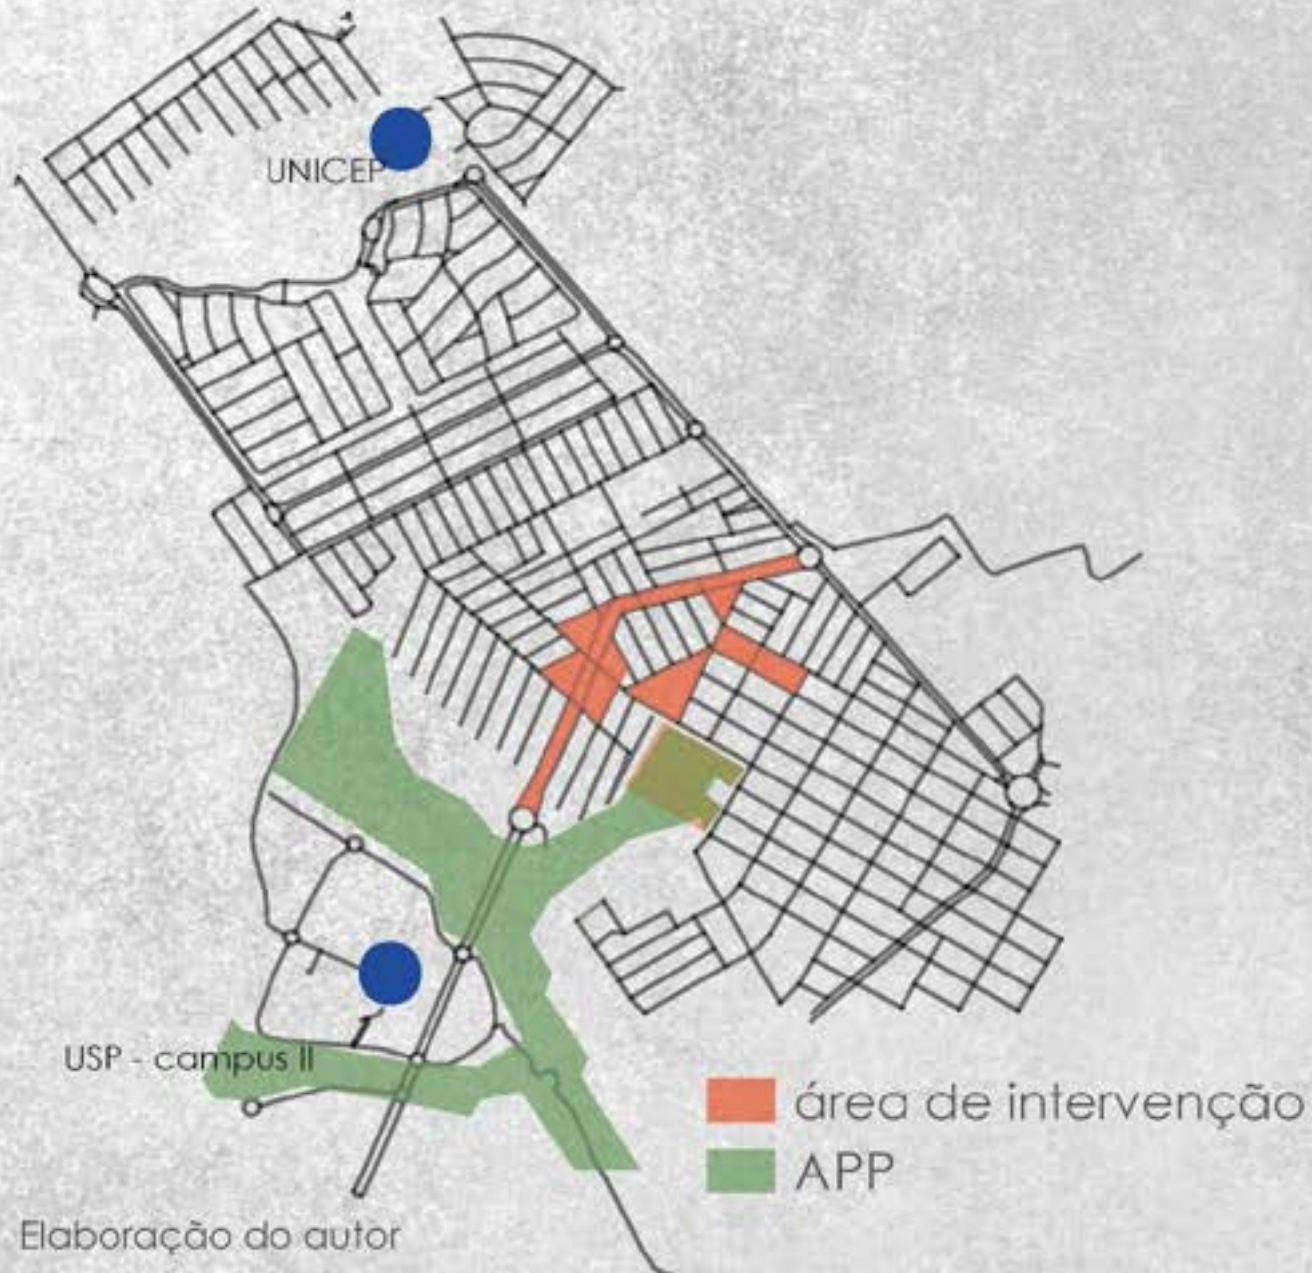 UNICEP
USP - campus II
área de intervenção
APP
Elaboração do autor